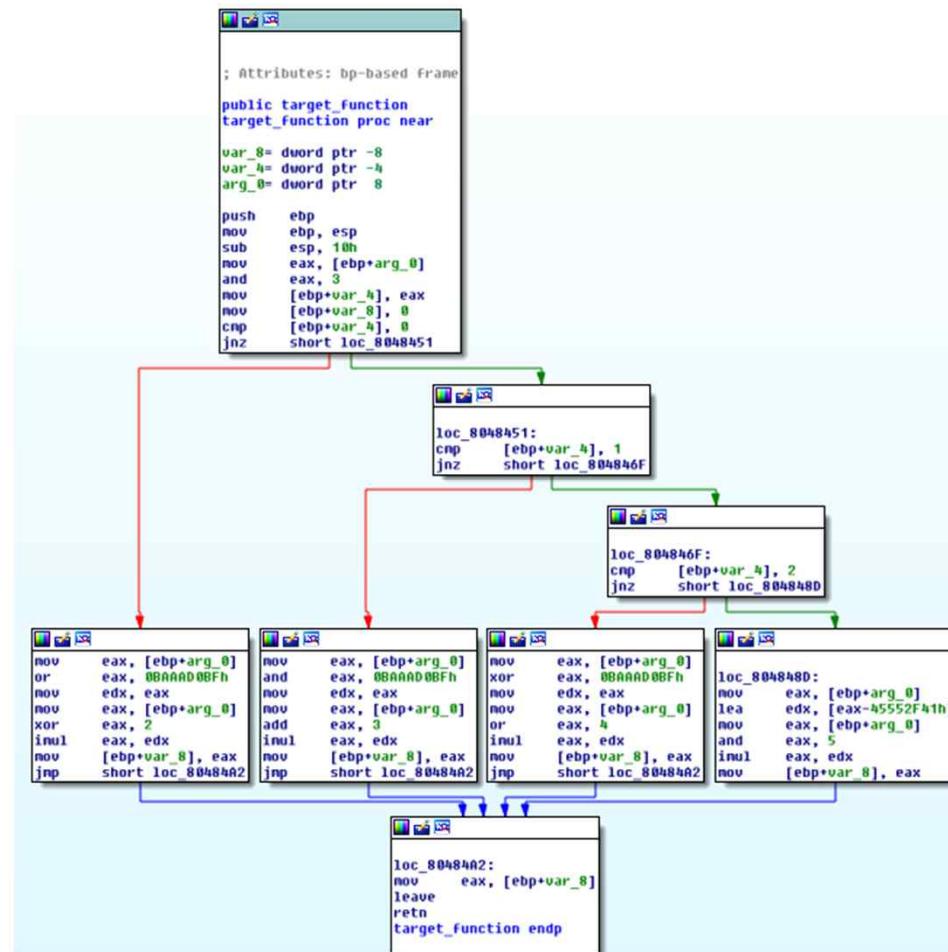 ; Attributes: bp-based frame
public target_function
target_function proc near
var_8= dword ptr -8
var_4= dword ptr -4
arg_0= dword ptr  8
push    ebp
mov     ebp, esp
sub     esp, 10h
mov     eax, [ebp+arg_0]
and     eax, 3
mov     [ebp+var_4], eax
mov     [ebp+var_8], 0
cmp     [ebp+var_4], 0
jnz     short loc_8048451
loc_8048451:
cmp     [ebp+var_4], 1
jnz     short loc_804846F
loc_804846F:
cmp     [ebp+var_4], 2
jnz     short loc_804848D
mov     eax, [ebp+arg_0]
or      eax, 0BAAAD0BFh
mov     edx, eax
mov     eax, [ebp+arg_0]
xor     eax, 2
imul    eax, edx
mov     [ebp+var_8], eax
jmp     short loc_80484A2
mov     eax, [ebp+arg_0]
and     eax, 0BAAAD0BFh
mov     edx, eax
mov     eax, [ebp+arg_0]
add     eax, 3
imul    eax, edx
mov     [ebp+var_8], eax
jmp     short loc_80484A2
mov     eax, [ebp+arg_0]
xor     eax, 0BAAAD0BFh
mov     edx, eax
mov     eax, [ebp+arg_0]
or      eax, 4
imul    eax, edx
mov     [ebp+var_8], eax
jmp     short loc_80484A2
loc_804848D:
mov     eax, [ebp+arg_0]
lea     edx, [eax-45552F41h
mov     eax, [ebp+arg_0]
and     eax, 5
imul    eax, edx
mov     [ebp+var_8], eax
loc_80484A2:
mov     eax, [ebp+var_8]
leave
retn
target_function endp